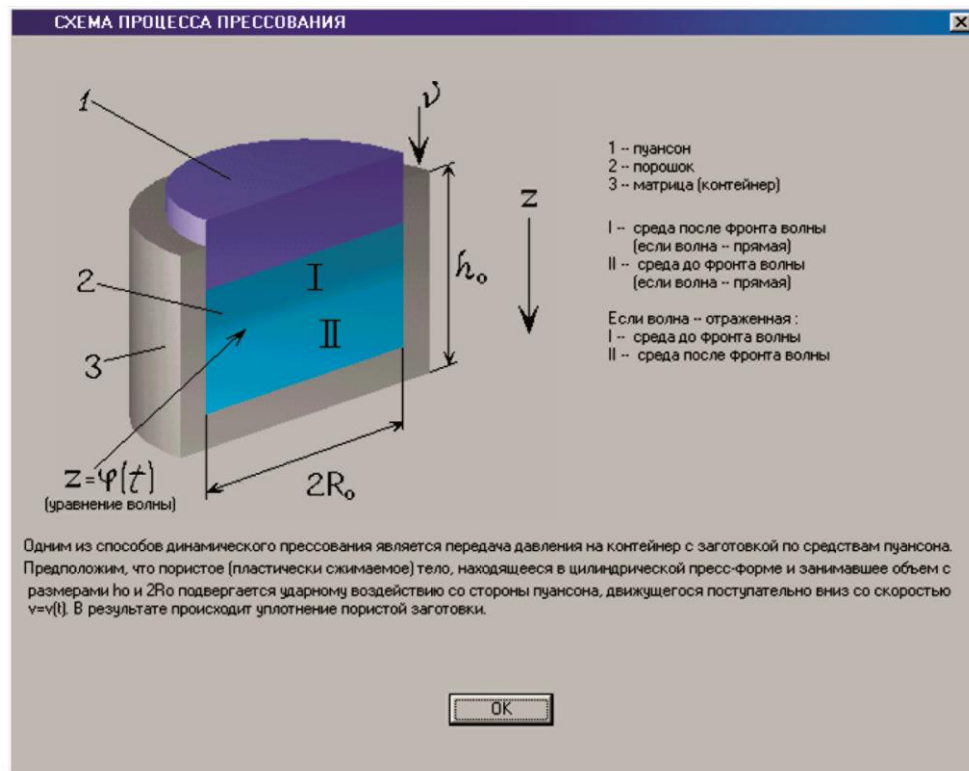 СХЕМА ПРОЦЕССА ПРЕССОВАНИЯ
1
υ
1 -- пуансон
2 -- порошок
3 -- матрица (контейнер)
z
I -- среда после фронта волны
(если волна -- прямая)
II -- среда до фронта волны
(если волна -- прямая)
I
hₒ
2
II
Если волна -- отраженная :
I -- среда до фронта волны
II -- среда после фронта волны
3
z=φ(t)
(уравнение волны)
2Rₒ
Одним из способов динамического прессования является передача давления на контейнер с заготовкой по средствам пуансона.
Предположим, что пористое (пластически сжимаемое) тело, находящееся в цилиндрической пресс-форме и занимавшее объем с
размерами ho и 2Ro подвергается ударному воздействию со стороны пуансона, движущегося поступательно вниз со скоростью
v=v(t). В результате происходит уплотнение пористой заготовки.
OK